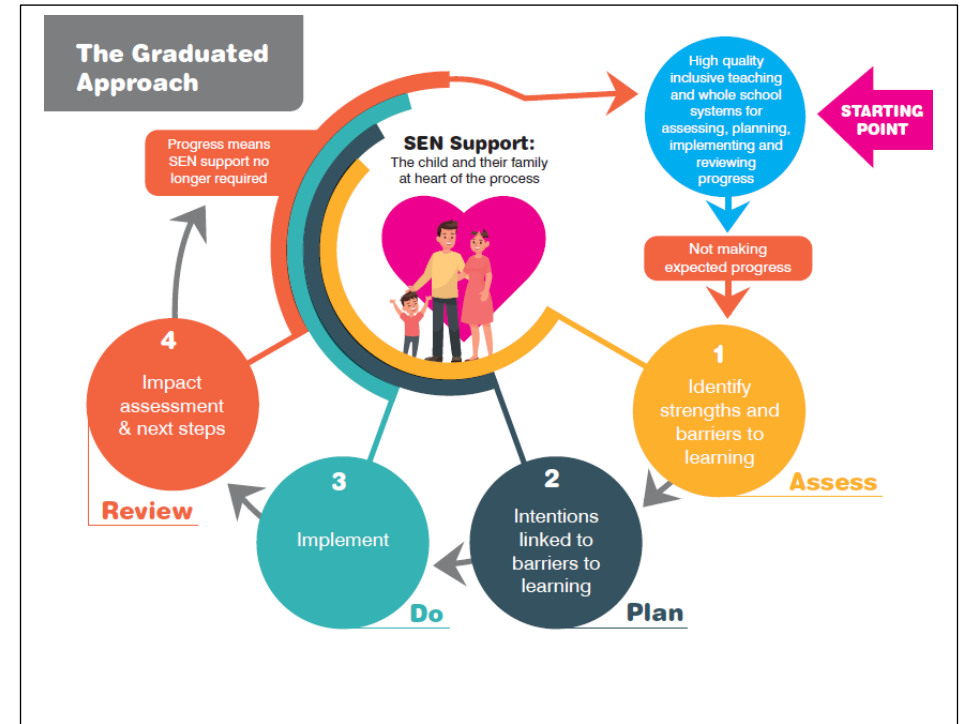 The Graduated
Approach
High quality
inclusive teaching
and whole school
systems for
assessing, planning,
implementing and
reviewing
progress
STARTING
POINT
Progress means
SEN support no
longer required
SEN Support:
The child and their family
at heart of the process
Not making
expected progress
1
Identify
strengths and
barriers to
learning
Assess
2
Intentions
linked to
barriers to
learning
Plan
3
Implement
Do
4
Impact
assessment
& next steps
Review